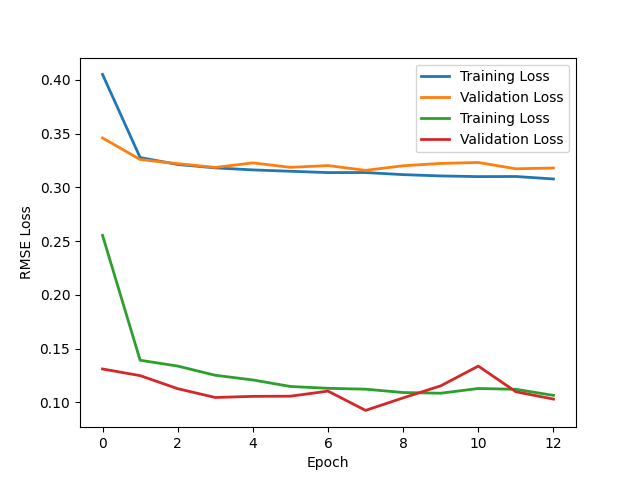 Training Loss
Validation Loss
Training Loss
Validation Loss
0.40
0.35
0.30
0.25
0.20
0.15
0.10
RMSE Loss
0 2 4 6 8 10 12
Epoch